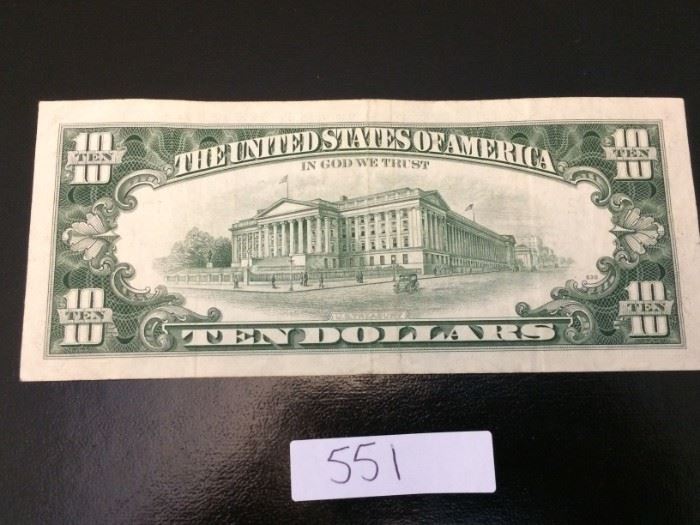 10 10
TEN TEN
THE UNITED STATES OF AMERICA
IN GOD WE TRUST
10 10
TEN TEN
TEN DOLLARS
551